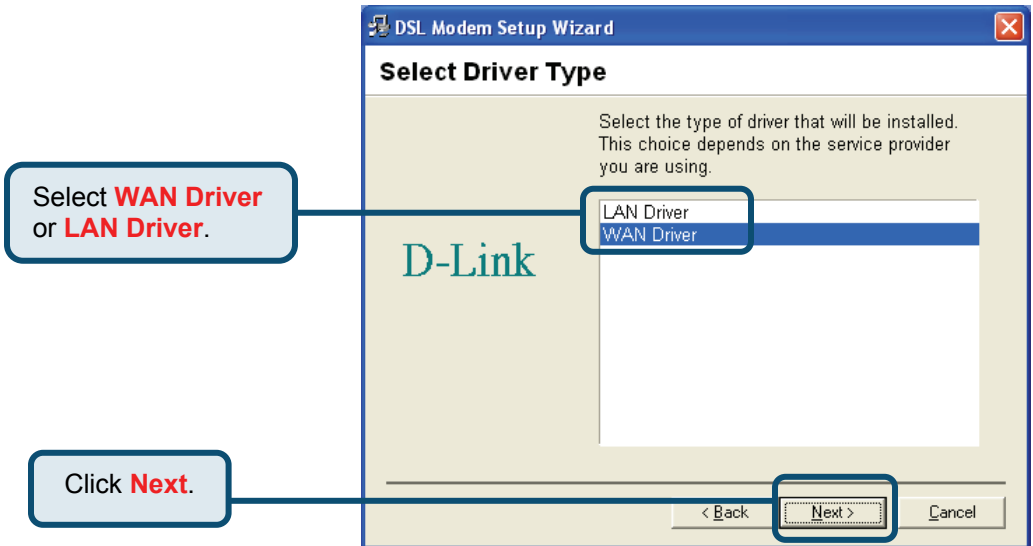 DSL Modem Setup Wizard
Select Driver Type
Select the type of driver that will be installed.
This choice depends on the service provider
you are using.
Select WAN Driver
or LAN Driver.
LAN Driver
WAN Driver
D-Link
Click Next.
< Back
Next >
Cancel